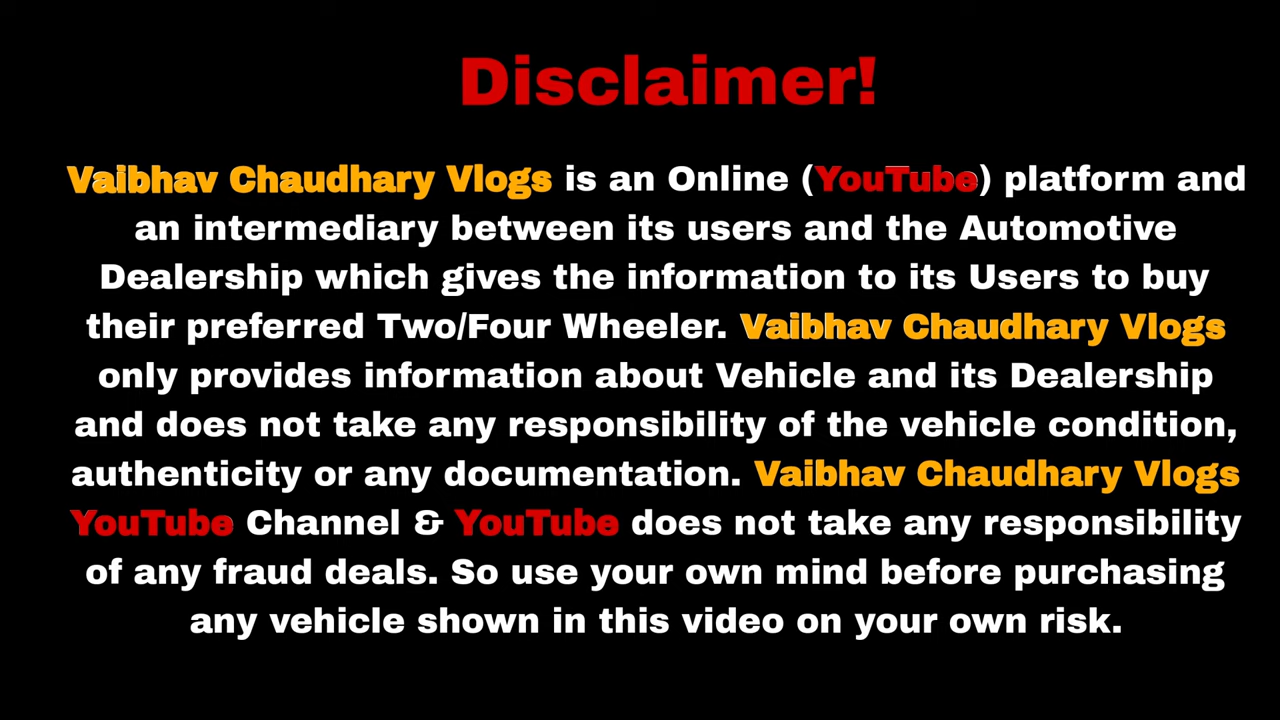 Disclaimer!
Vaibhav Chaudhary Vlogs is an Online (YouTube) platform and
an intermediary between its users and the Automotive
Dealership which gives the information to its Users to buy
their preferred Two/Four Wheeler. Vaibhav Chaudhary Vlogs
only provides information about Vehicle and its Dealership
and does not take any responsibility of the vehicle condition,
authenticity or any documentation. Vaibhav Chaudhary Vlogs
YouTube Channel & YouTube does not take any responsibility
of any fraud deals. So use your own mind before purchasing
any vehicle shown in this video on your own risk.